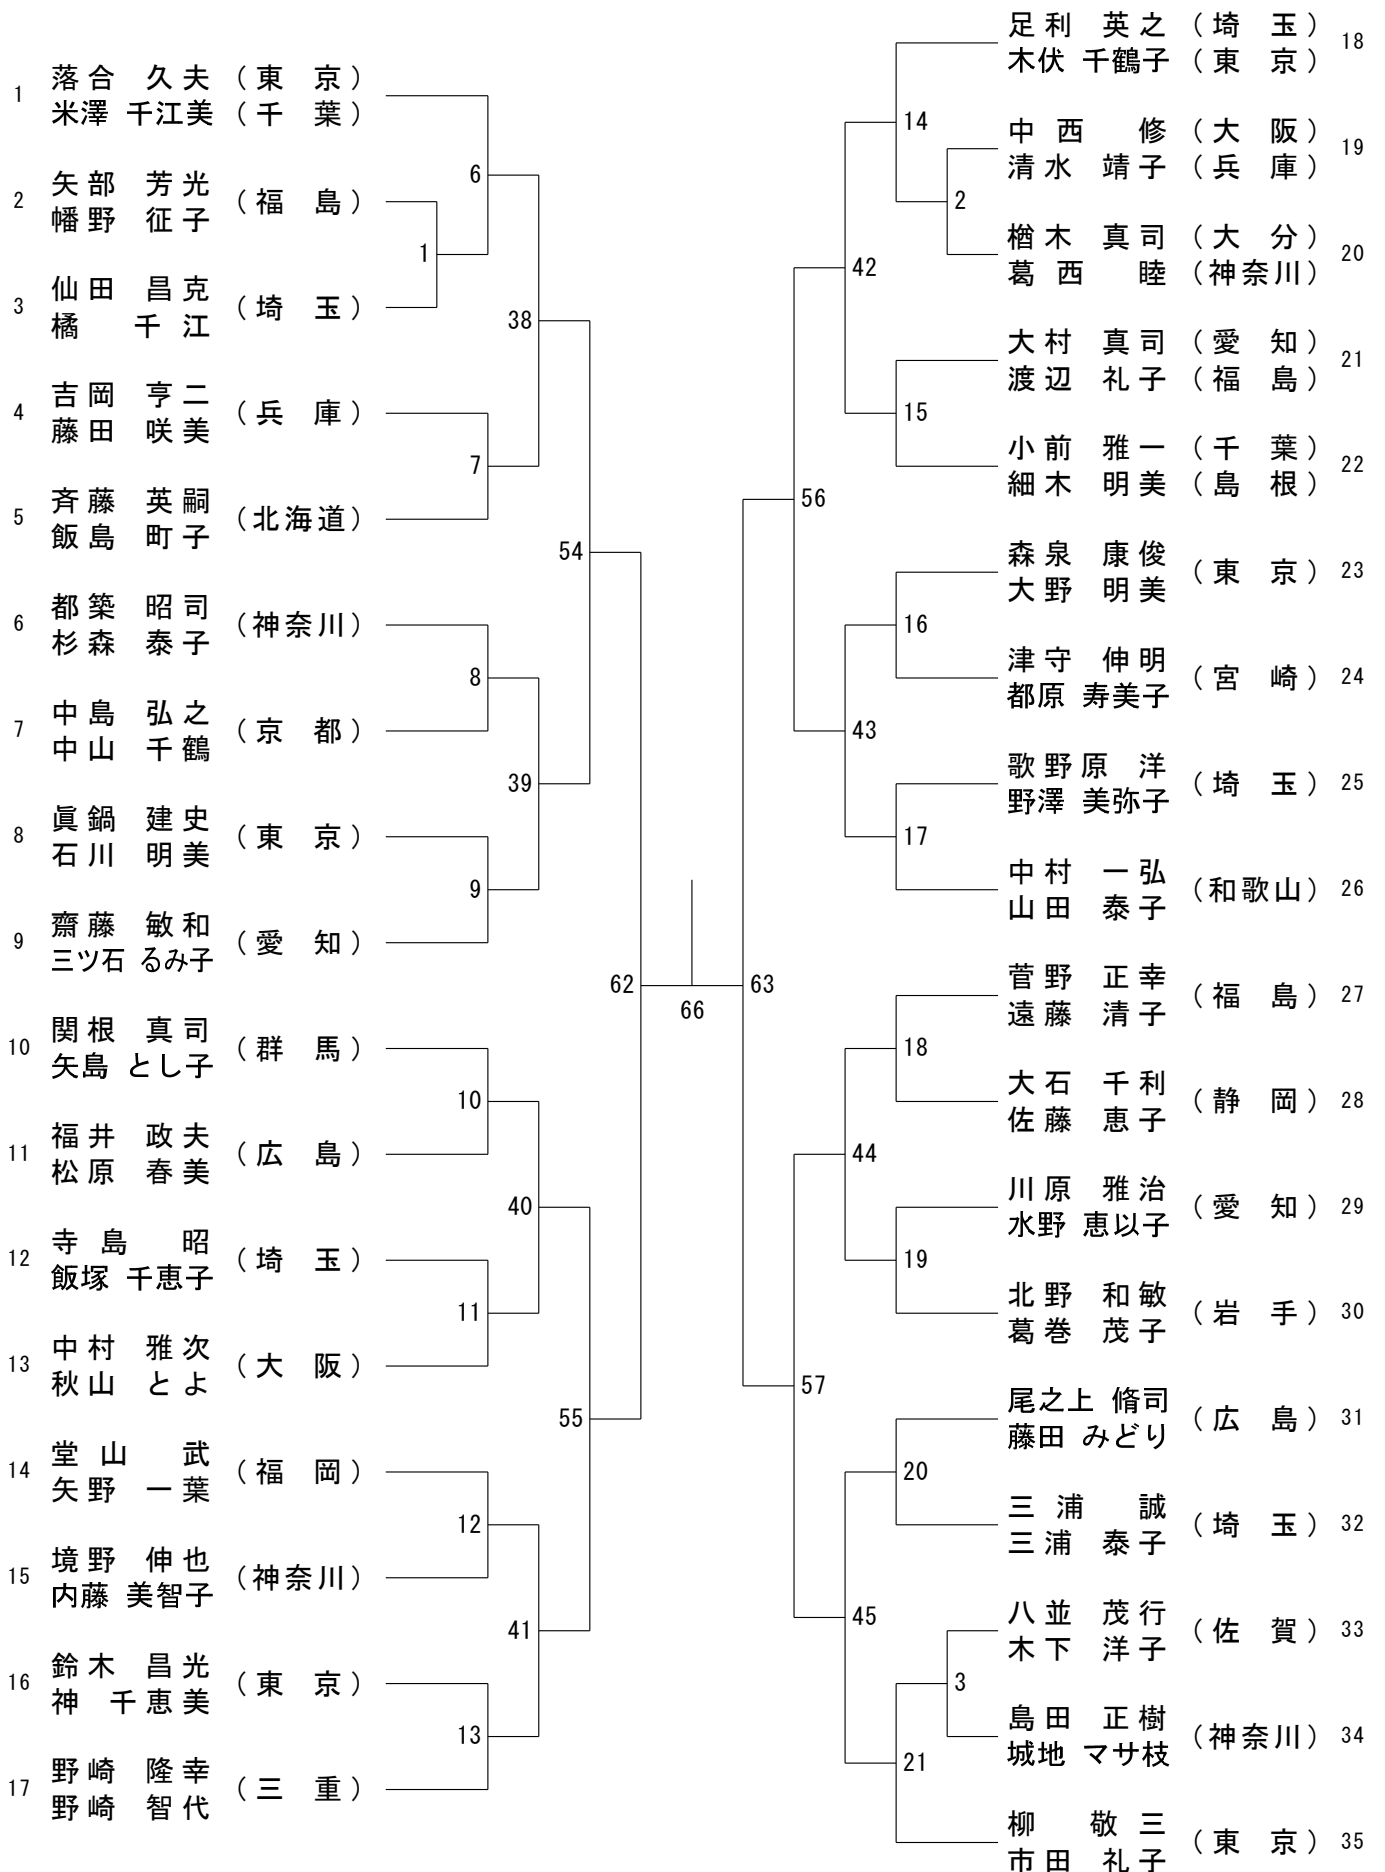 1 落合 久夫 (東京)
米澤 千江美 (千葉)
2 矢部 芳光 (福島)
幡野 征子
3 仙田 昌克 (埼玉)
橘 千江
4 吉岡 亨二 (兵庫)
藤田 咲美
5 斉藤 英嗣 (北海道)
飯島 町子
6 都築 昭司 (神奈川)
杉森 泰子
7 中島 弘之 (京都)
中山 千鶴
8 眞鍋 建史 (東京)
石川 明美
9 齋藤 敏和 (愛知)
三ツ石 るみ子
10 関根 真司 (群馬)
矢島 とし子
11 福井 政夫 (広島)
松原 春美
12 寺島 昭 (埼玉)
飯塚 千恵子
13 中村 雅次 (大阪)
秋山 とよ
14 堂山 武 (福岡)
矢野 一葉
15 境野 伸也 (神奈川)
内藤 美智子
16 鈴木 昌光 (東京)
神 千恵美
17 野崎 隆幸 (三重)
野崎 智代
6
1
38
7
54
8
39
9
62
10
40
11
55
12
41
13
66
63
14
2
42
15
56
16
43
17
18
44
19
57
20
45
3
21
足利 英之 (埼玉) 18
木伏 千鶴子 (東京)
中西 修 (大阪) 19
清水 靖子 (兵庫)
楢木 真司 (大分) 20
葛西 睦 (神奈川)
大村 真司 (愛知) 21
渡辺 礼子 (福島)
小前 雅一 (千葉) 22
細木 明美 (島根)
森泉 康俊 (東京) 23
大野 明美
津守 伸明 (宮崎) 24
都原 寿美子
歌野原 洋 (埼玉) 25
野澤 美弥子
中村 一弘 (和歌山) 26
山田 泰子
菅野 正幸 (福島) 27
遠藤 清子
大石 千利 (静岡) 28
佐藤 恵子
川原 雅治 (愛知) 29
水野 恵以子
北野 和敏 (岩手) 30
葛巻 茂子
尾之上 脩司 (広島) 31
藤田 みどり
三浦 誠 (埼玉) 32
三浦 泰子
八並 茂行 (佐賀) 33
木下 洋子
島田 正樹 (神奈川) 34
城地 マサ枝
柳 敬三 (東京) 35
市田 礼子